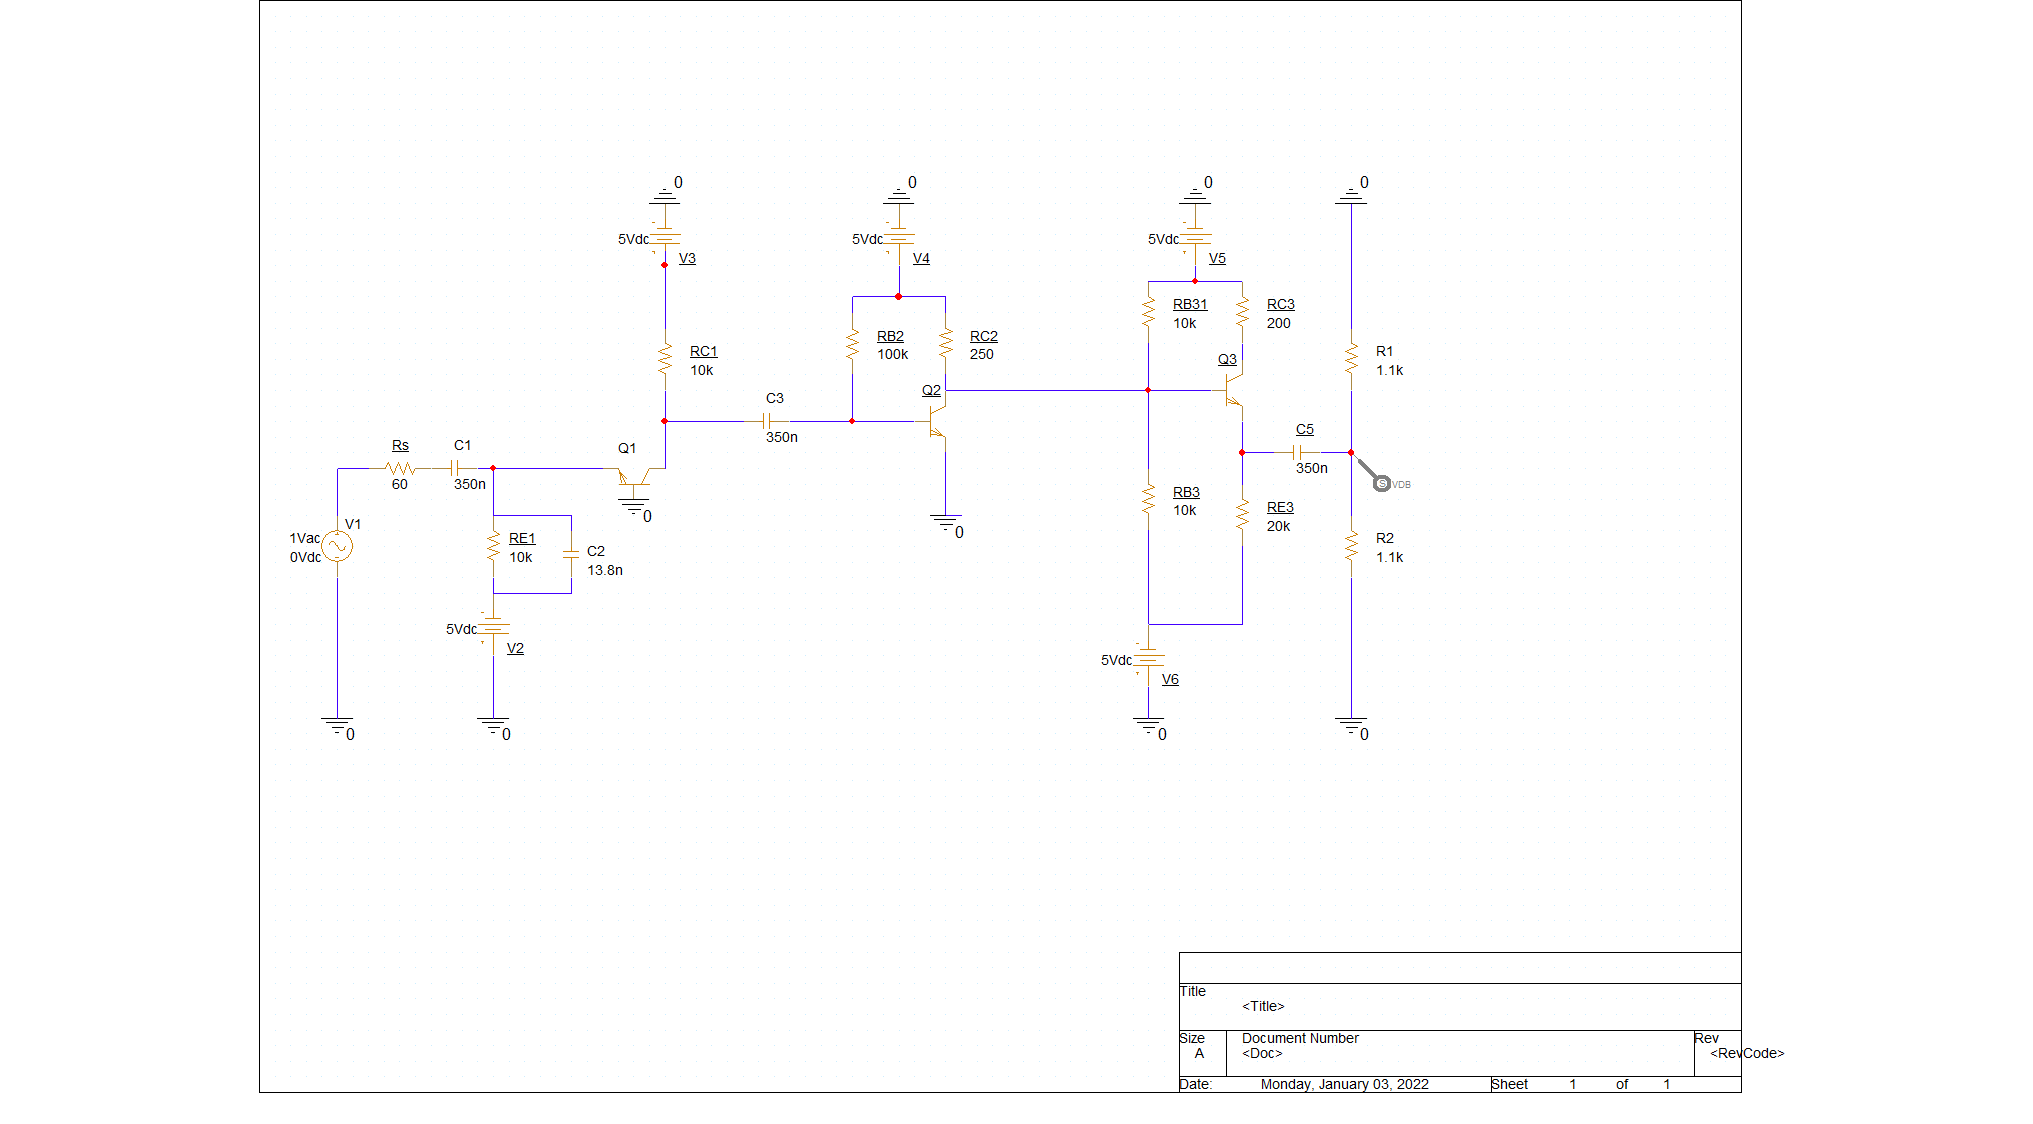 0
0
0
0
5Vdc
V3
5Vdc
V4
5Vdc
V5
RB31
10k
RC3
200
RB2
100k
RC2
250
RC1
10k
Q3
R1
1.1k
Q2
C3
350n
C5
350n
Rs
60
C1
350n
Q1
VDB
RB3
10k
RE3
20k
0
0
V1
1Vac
0Vdc
RE1
10k
C2
13.8n
R2
1.1k
5Vdc
V2
5Vdc
V6
0
0
0
0
Title
<Title>
Size
A
Document Number
<Doc>
Rev
<RevCode>
Date:
Monday, January 03, 2022
Sheet 1 of 1